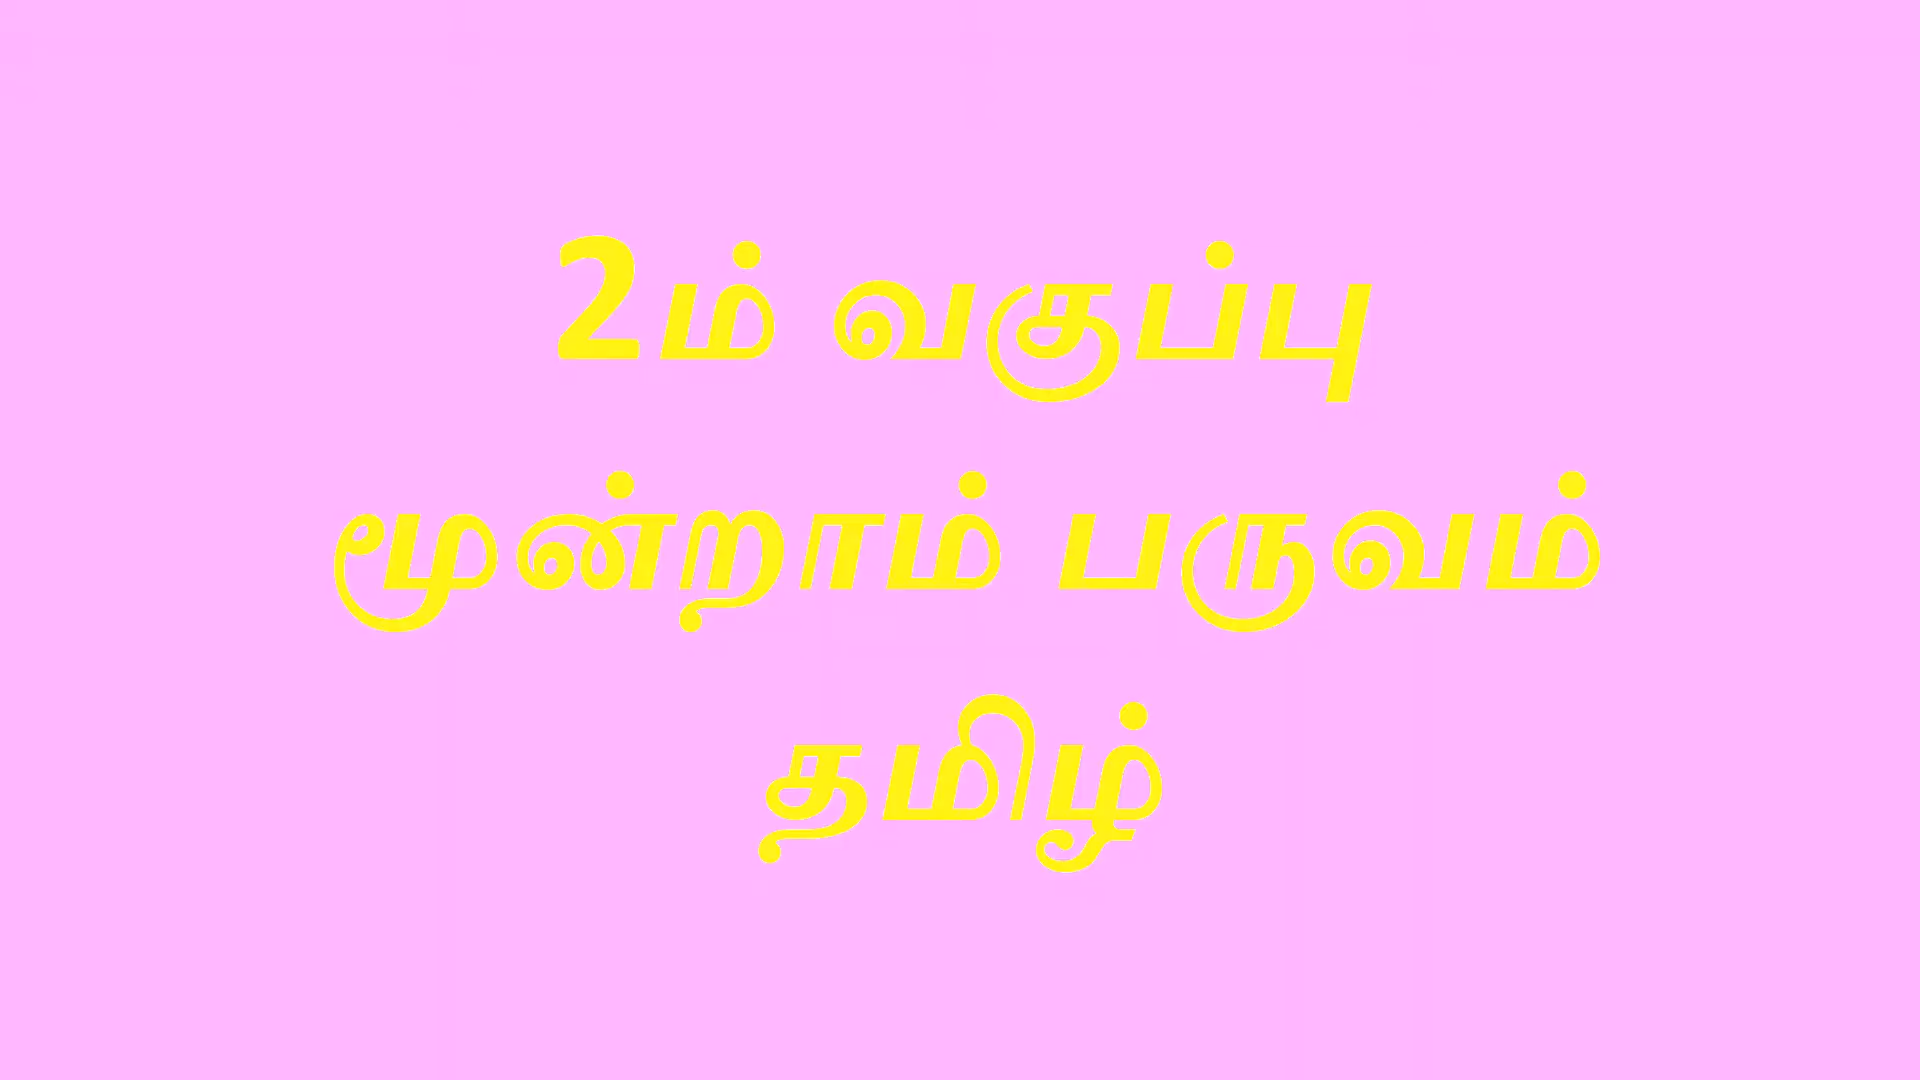 2ம் வகுப்பு
மூன்றாம் பருவம்
தமிழ்